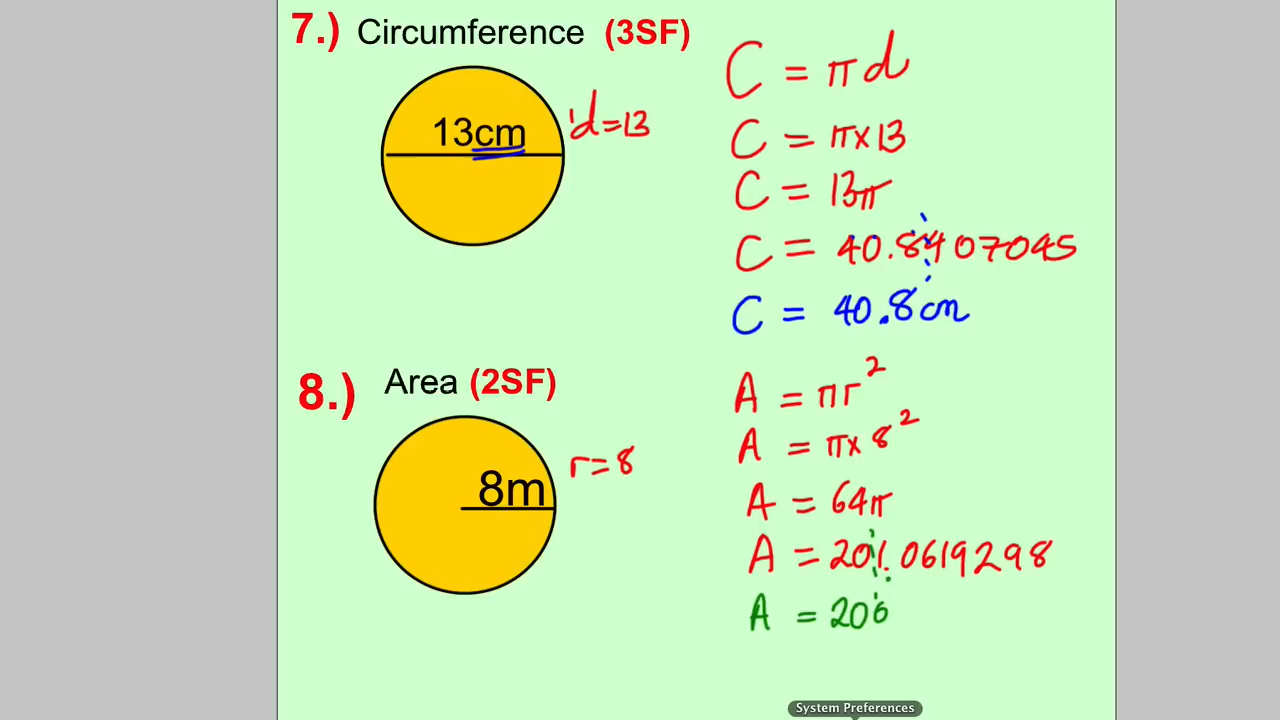 7.) Circumference (3SF)
13cm
d=13
C = πd
C = π×13
C = 13π
C = 40.8407045
C = 40.8cm
8.) Area (2SF)
8m
r=8
A = πr²
A = π×8²
A = 64π
A = 201.0619298
A = 200
System Preferences